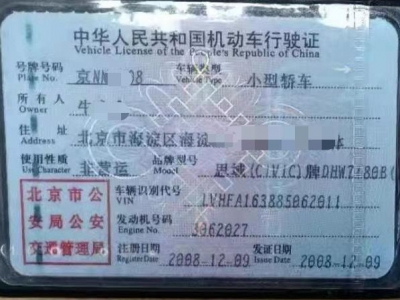 中华人民共和国机动车行驶证
Vehicle License of the People's Republic of China
号牌号码 京N 08 车辆类型 小型轿车
Plate No. Vehicle Type
所有人 牛
Owner
住址 北京市海淀区
Address
使用性质 非营运 品牌型号 思域(CIVIC)牌DHW7
Use Character Model
北京市公 车辆识别代号 LVHFA163885062011
安局公安 VIN
交通管理局 发动机号码 3062027
Engine No.
注册日期 2008-12-09 发证日期 2008-12-09
Register Date Issue Date